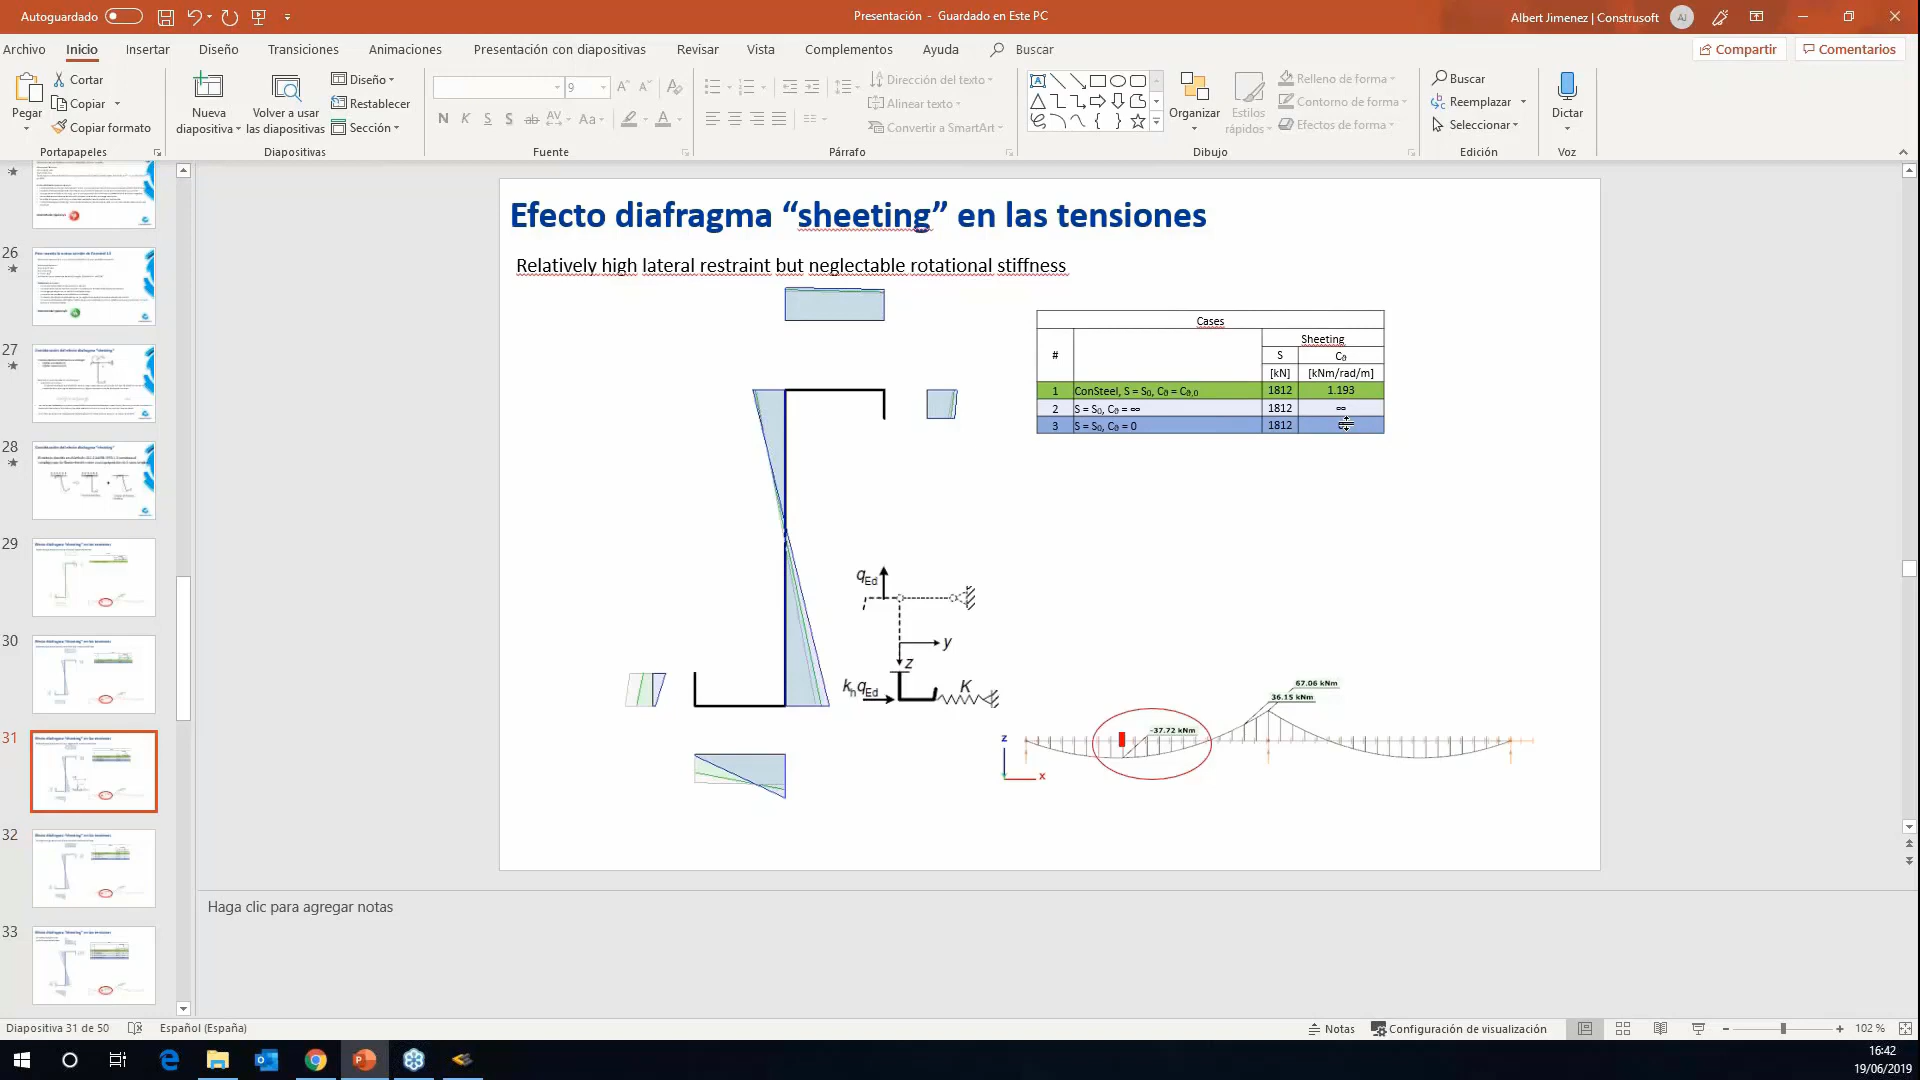 Autoguardado
Presentación - Guardado en Este PC
Albert Jimenez | Construsoft
AJ
Archivo Inicio Insertar Diseño Transiciones Animaciones Presentación con diapositivas Revisar Vista Complementos Ayuda Buscar
Compartir Comentarios
Pegar
Cortar
Copiar
Copiar formato
Portapapeles
Nueva diapositiva
Volver a usar las diapositivas
Diseño
Restablecer
Sección
Diapositivas
9
N K S S ab AV Aa A
Fuente
Dirección del texto
Alinear texto
Convertir a SmartArt
Párrafo
Organizar
Estilos rápidos
Relleno de forma
Contorno de forma
Efectos de forma
Dibujo
Buscar
Reemplazar
Seleccionar
Edición
Dictar
Voz
26
27
28
29
30
31
32
33
Efecto diafragma “sheeting” en las tensiones
Relatively high lateral restraint but neglectable rotational stiffness
Cases
# Sheeting
S Cϑ
[kN] [kNm/rad/m]
1 ConSteel, S = S0, Cϑ = Cϑ,0 1812 1.193
2 S = S0, Cϑ = ∞ 1812 ∞
3 S = S0, Cϑ = 0 1812
qEd
y
z
khqEd
K
67.06 kNm
36.15 kNm
-37.72 kNm
z
x
Haga clic para agregar notas
Diapositiva 31 de 50 Español (España)
Notas Configuración de visualización 102 %
16:42
19/06/2019